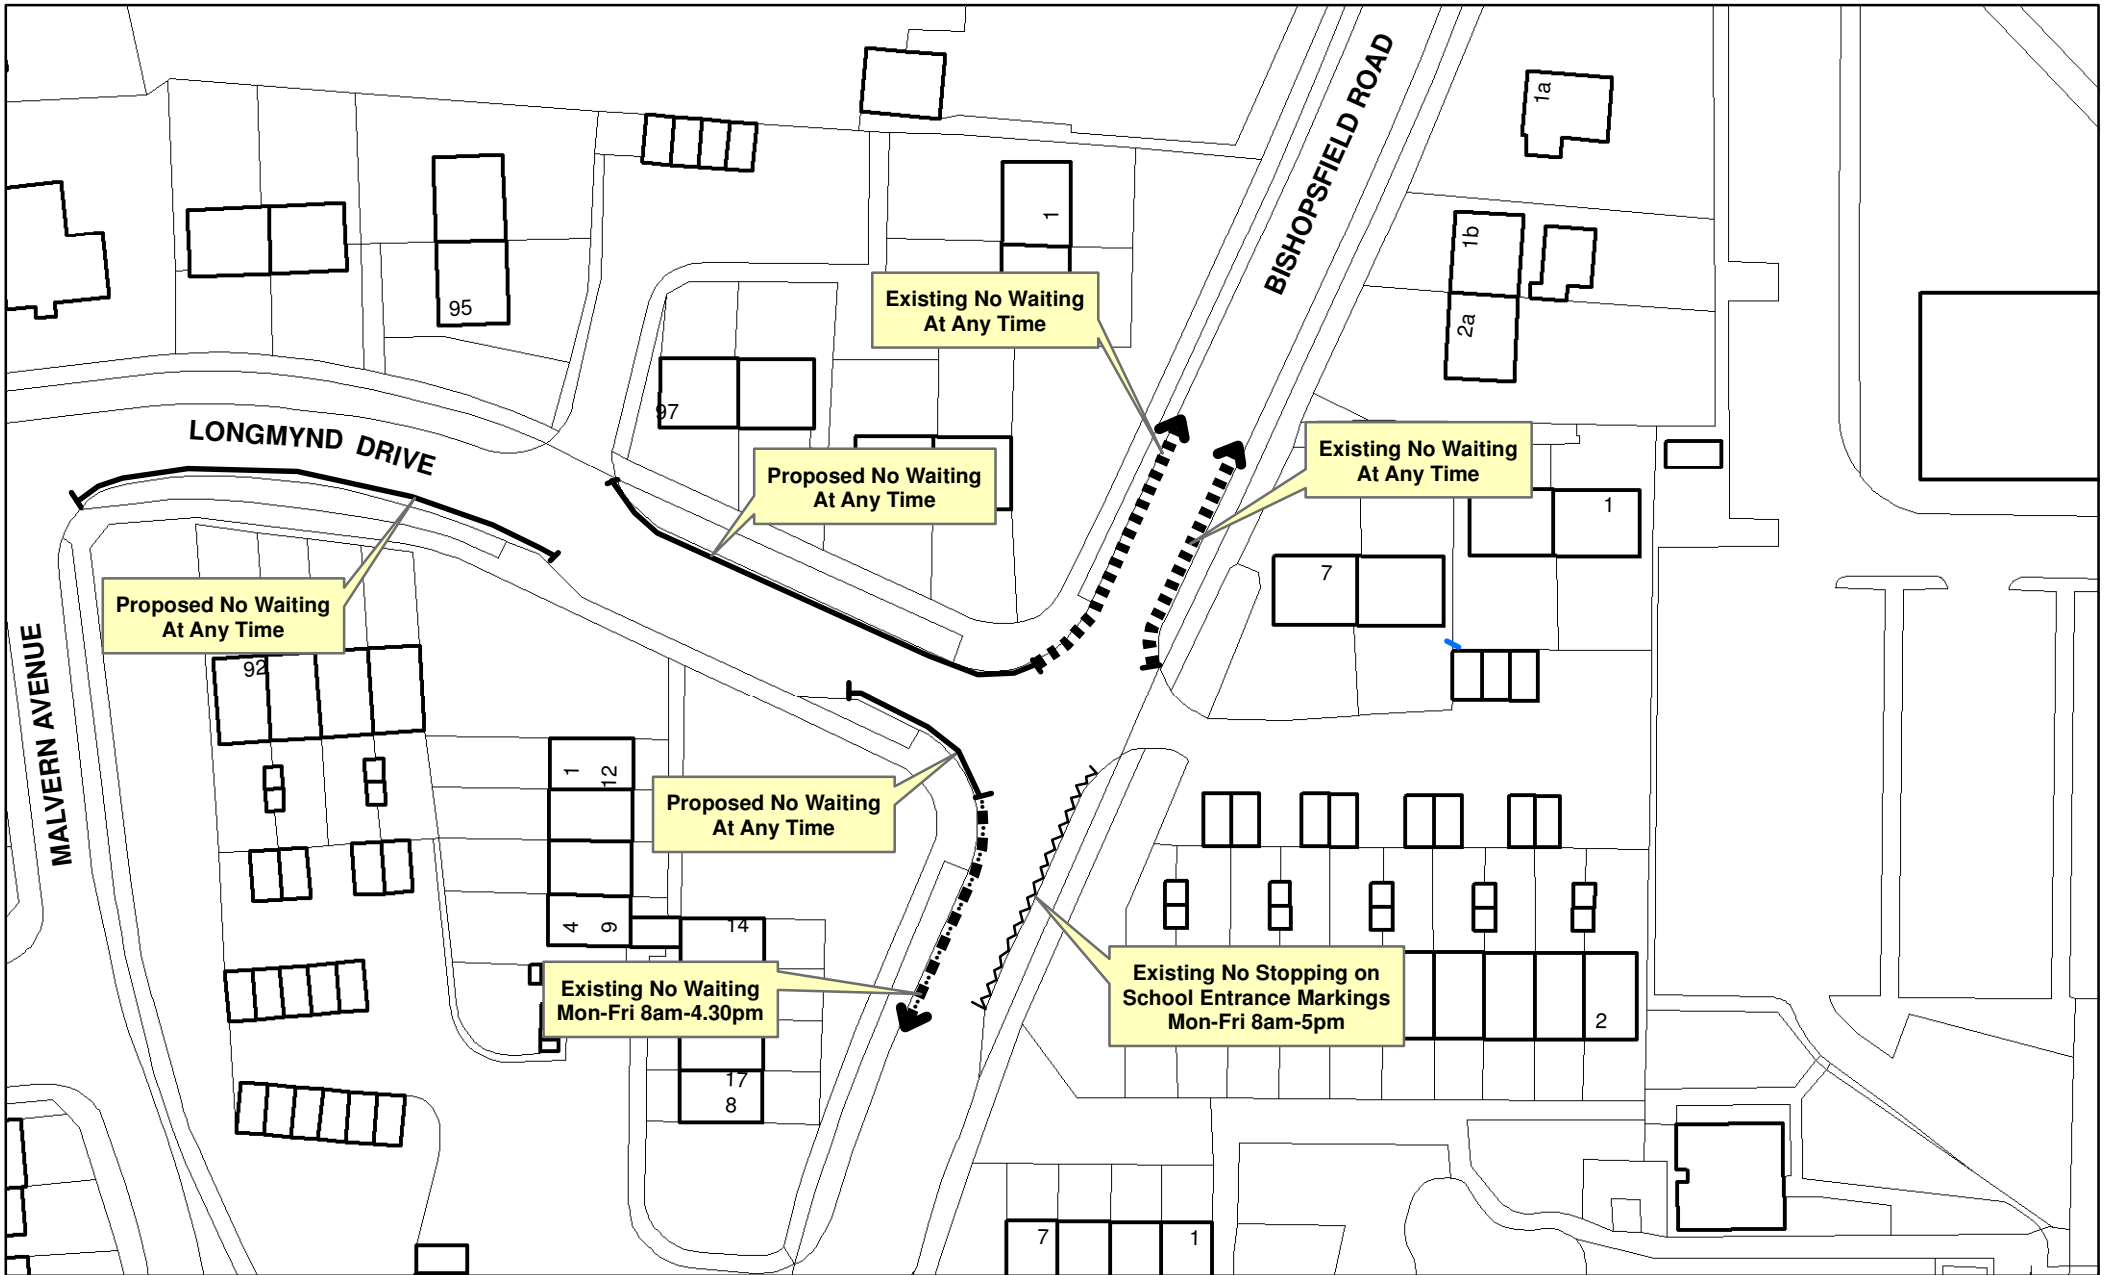 BISHOPSFIELD ROAD
1a
1
1b
2a
95
Existing No Waiting
At Any Time
97
LONGMYND DRIVE
Proposed No Waiting
At Any Time
Existing No Waiting
At Any Time
1
7
Proposed No Waiting
At Any Time
92
MALVERN AVENUE
1
12
Proposed No Waiting
At Any Time
4
9
14
Existing No Waiting
Mon-Fri 8am-4.30pm
Existing No Stopping on
School Entrance Markings
Mon-Fri 8am-5pm
2
17
8
7
1